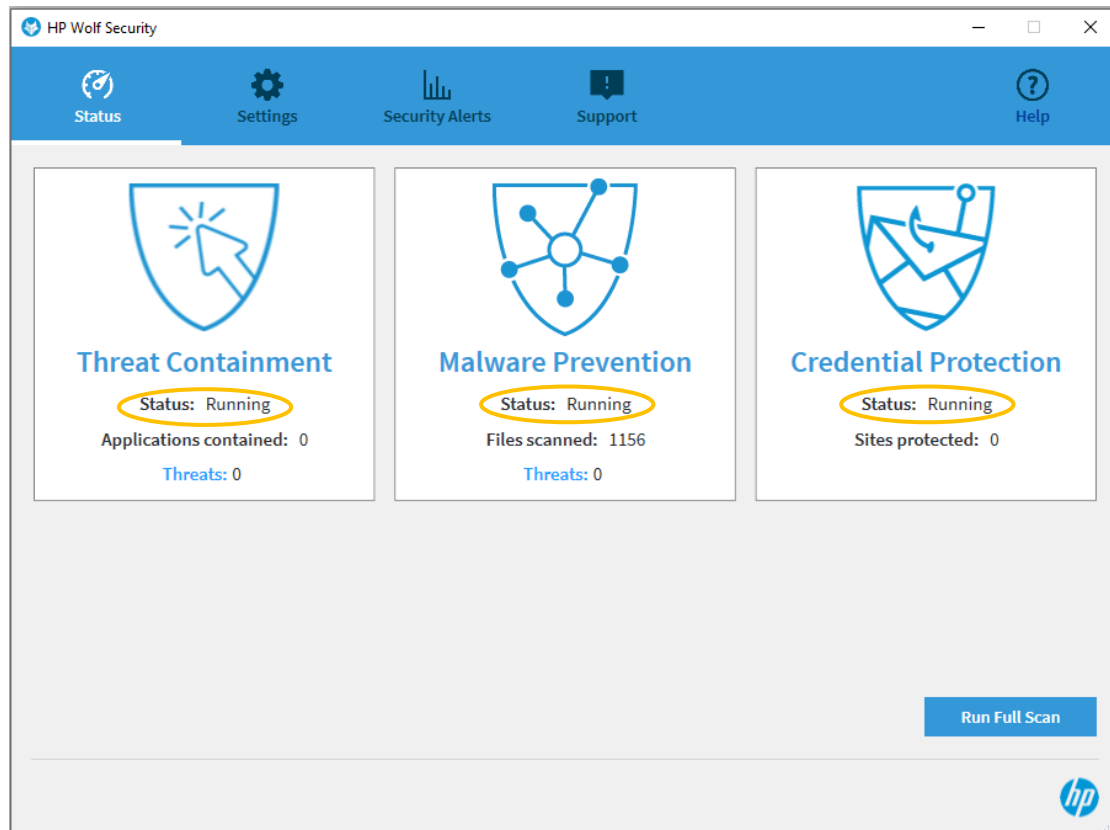 HP Wolf Security
Status
Settings
Security Alerts
Support
Help
Threat Containment
Status: Running
Applications contained: 0
Threats: 0
Malware Prevention
Status: Running
Files scanned: 1156
Threats: 0
Credential Protection
Status: Running
Sites protected: 0
Run Full Scan
hp